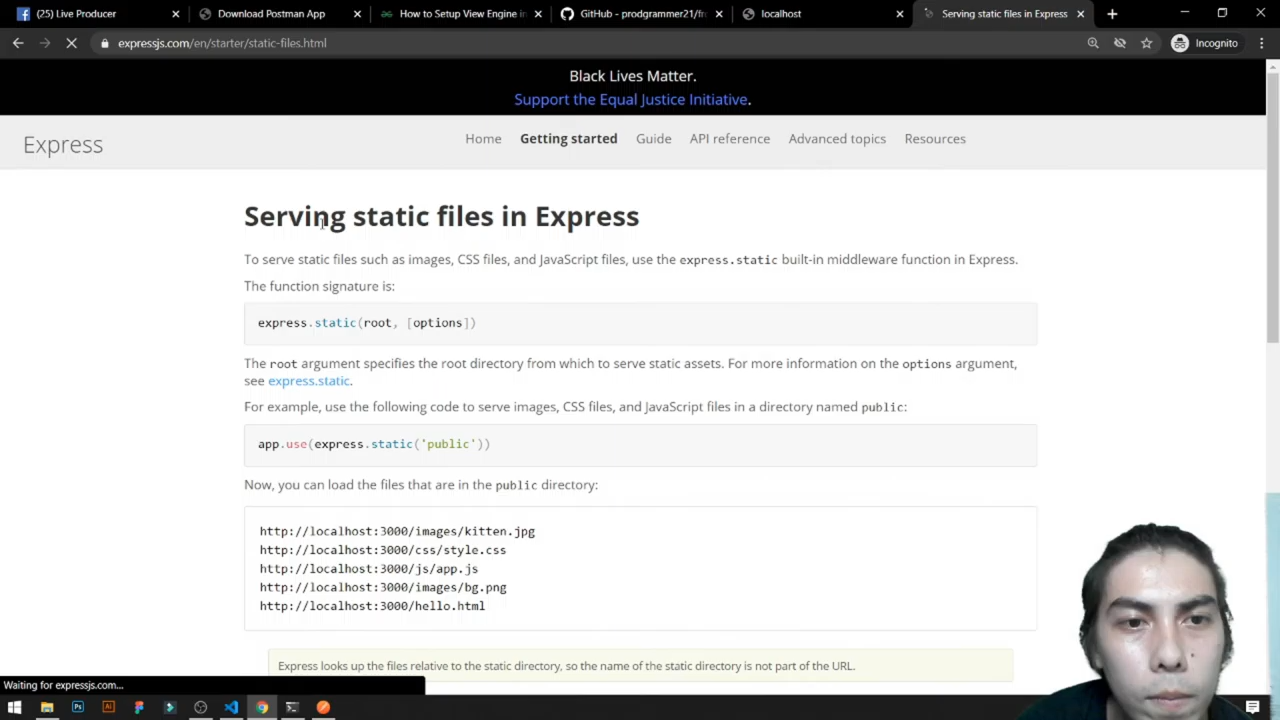 (25) Live Producer
Download Postman App
How to Setup View Engine in
GitHub - prodgrammer21/fr
localhost
Serving static files in Express
expressjs.com/en/starter/static-files.html
Incognito
Black Lives Matter.
Support the Equal Justice Initiative.
Express
Home
Getting started
Guide
API reference
Advanced topics
Resources
Serving static files in Express
To serve static files such as images, CSS files, and JavaScript files, use the express.static built-in middleware function in Express.
The function signature is:
express.static(root, [options])
The root argument specifies the root directory from which to serve static assets. For more information on the options argument,
see express.static.
For example, use the following code to serve images, CSS files, and JavaScript files in a directory named public:
app.use(express.static('public'))
Now, you can load the files that are in the public directory:
http://localhost:3000/images/kitten.jpg
http://localhost:3000/css/style.css
http://localhost:3000/js/app.js
http://localhost:3000/images/bg.png
http://localhost:3000/hello.html
Express looks up the files relative to the static directory, so the name of the static directory is not part of the URL.
Waiting for expressjs.com...